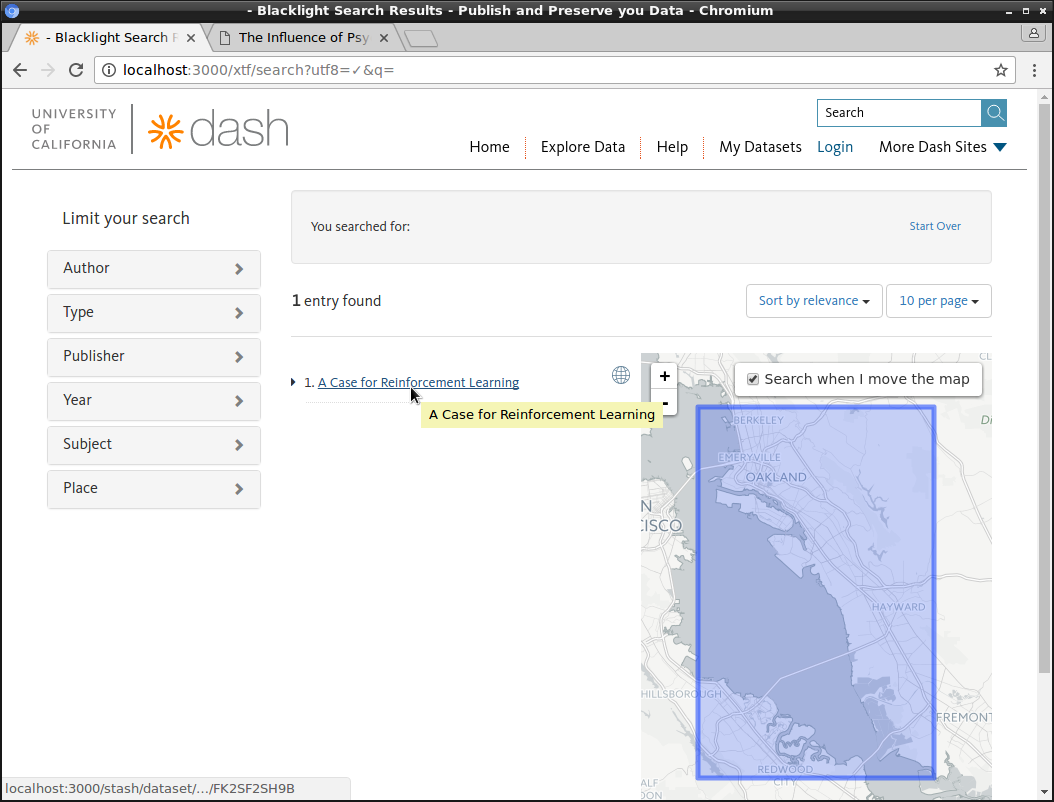 - Blacklight Search Results - Publish and Preserve you Data - Chromium
- Blacklight Search R
The Influence of Psy
localhost:3000/xtf/search?utf8=✓&q=
UNIVERSITY
OF
CALIFORNIA
dash
Search
Home
Explore Data
Help
My Datasets
Login
More Dash Sites
Limit your search
Author
Type
Publisher
Year
Subject
Place
You searched for:
Start Over
1 entry found
Sort by relevance
10 per page
1. A Case for Reinforcement Learning
A Case for Reinforcement Learning
+
-
Search when I move the map
CL
BERKELEY
EMERYVILLE
OAKLAND
N
CISCO
HAYWARD
HILLSBOROUGH
FREMONT
REDWOOD
CITY
ALF
OON
localhost:3000/stash/dataset/.../FK2SF2SH9B